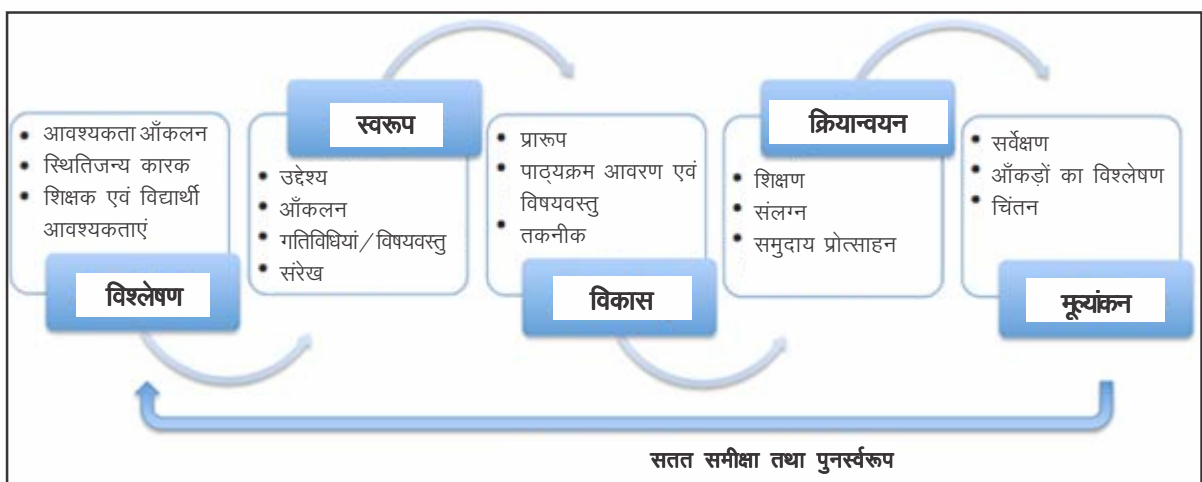 आवश्यकता आँकलन
स्थितिजन्य कारक
शिक्षक एवं विद्यार्थी
आवश्यकताएं
विश्लेषण
स्वरूप
उद्देश्य
आँकलन
गतिविधियां/विषयवस्तु
संरेख
प्रारूप
पाठ्यक्रम आवरण एवं
विषयवस्तु
तकनीक
विकास
क्रियान्वयन
शिक्षण
संलग्न
समुदाय प्रोत्साहन
सर्वेक्षण
आँकड़ों का विश्लेषण
चिंतन
मूल्यांकन
सतत समीक्षा तथा पुनर्स्वरूप